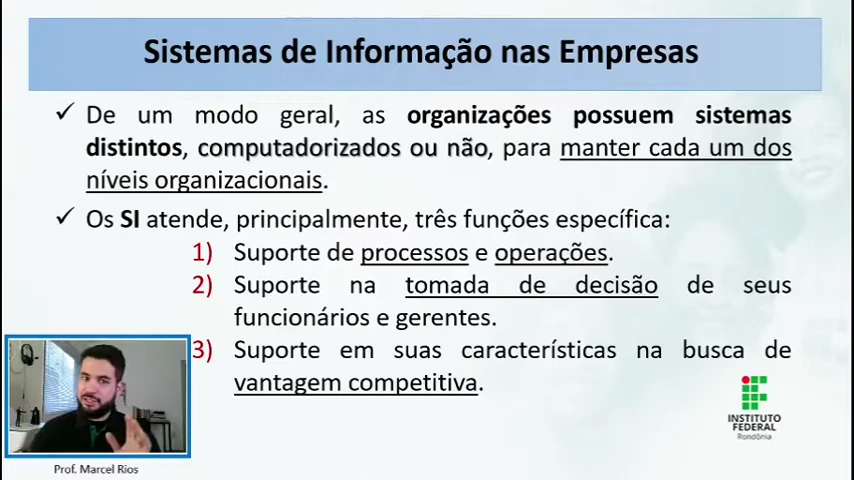 Sistemas de Informação nas Empresas
✓ De um modo geral, as organizações possuem sistemas
distintos, computadorizados ou não, para manter cada um dos
níveis organizacionais.
✓ Os SI atende, principalmente, três funções específica:
1) Suporte de processos e operações.
2) Suporte na tomada de decisão de seus
funcionários e gerentes.
3) Suporte em suas características na busca de
vantagem competitiva.
INSTITUTO
FEDERAL
Rondônia
Prof. Marcel Rios